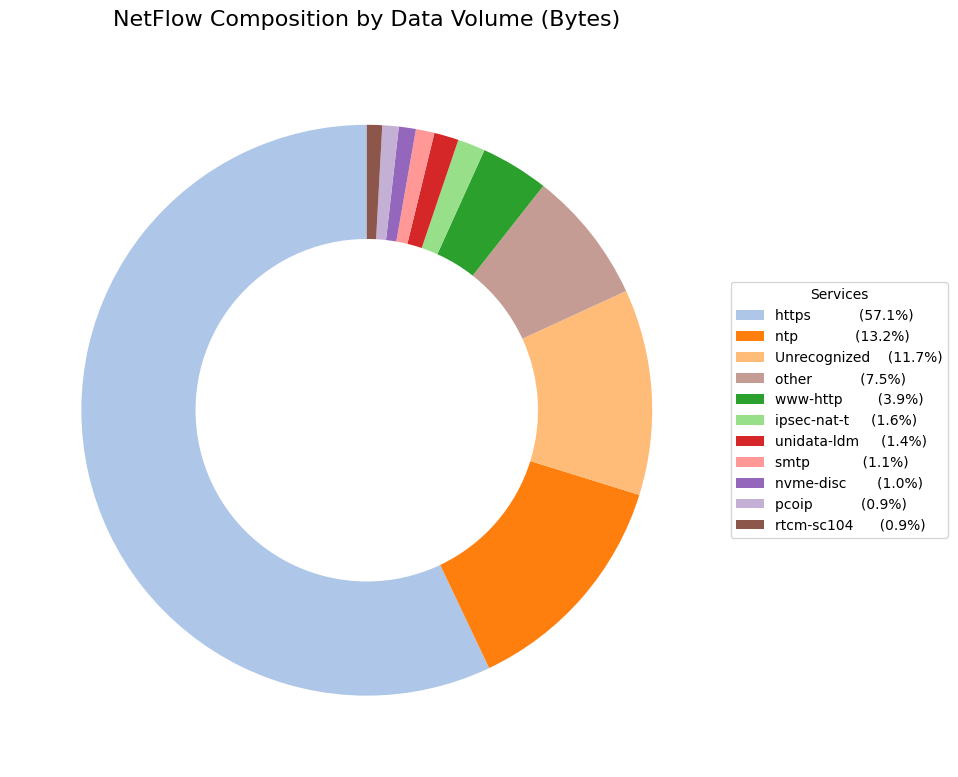 NetFlow Composition by Data Volume (Bytes)
Services
https (57.1%)
ntp (13.2%)
Unrecognized (11.7%)
other (7.5%)
www-http (3.9%)
ipsec-nat-t (1.6%)
unidata-ldm (1.4%)
smtp (1.1%)
nvme-disc (1.0%)
pcoip (0.9%)
rtcm-sc104 (0.9%)